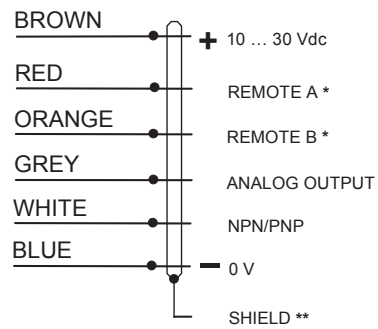 BROWN
+ 10 … 30 Vdc
RED
REMOTE A *
ORANGE
REMOTE B *
GREY
ANALOG OUTPUT
WHITE
NPN/PNP
BLUE
− 0 V
SHIELD **